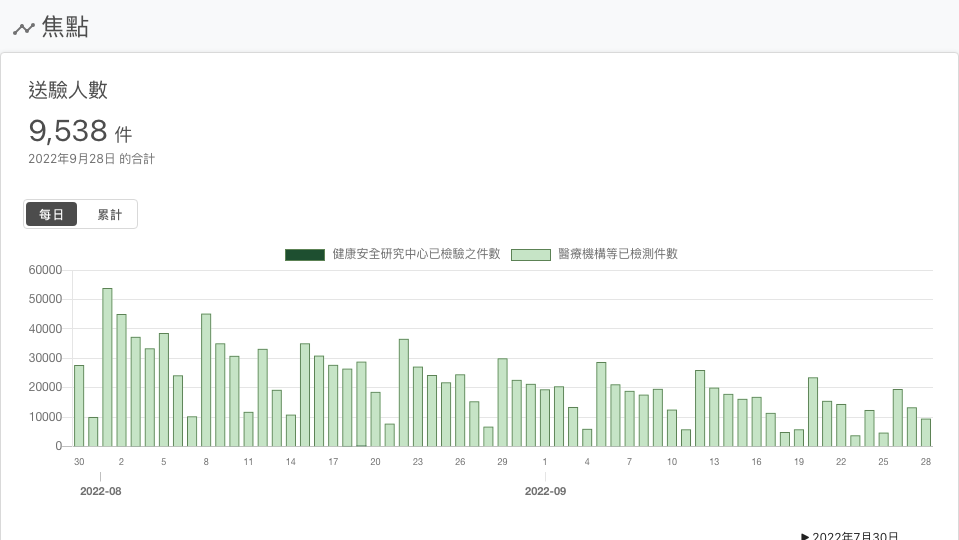 焦點
送驗人數
9,538 件
2022年9月28日 的合計
每日 累計
健康安全研究中心已檢驗之件數 醫療機構等已檢測件數
60000
50000
40000
30000
20000
10000
0
30 2 5 8 11 14 17 20 23 26 29 1 4 7 10 13 16 19 22 25 28
2022-08 2022-09
▶ 2022年7月30日